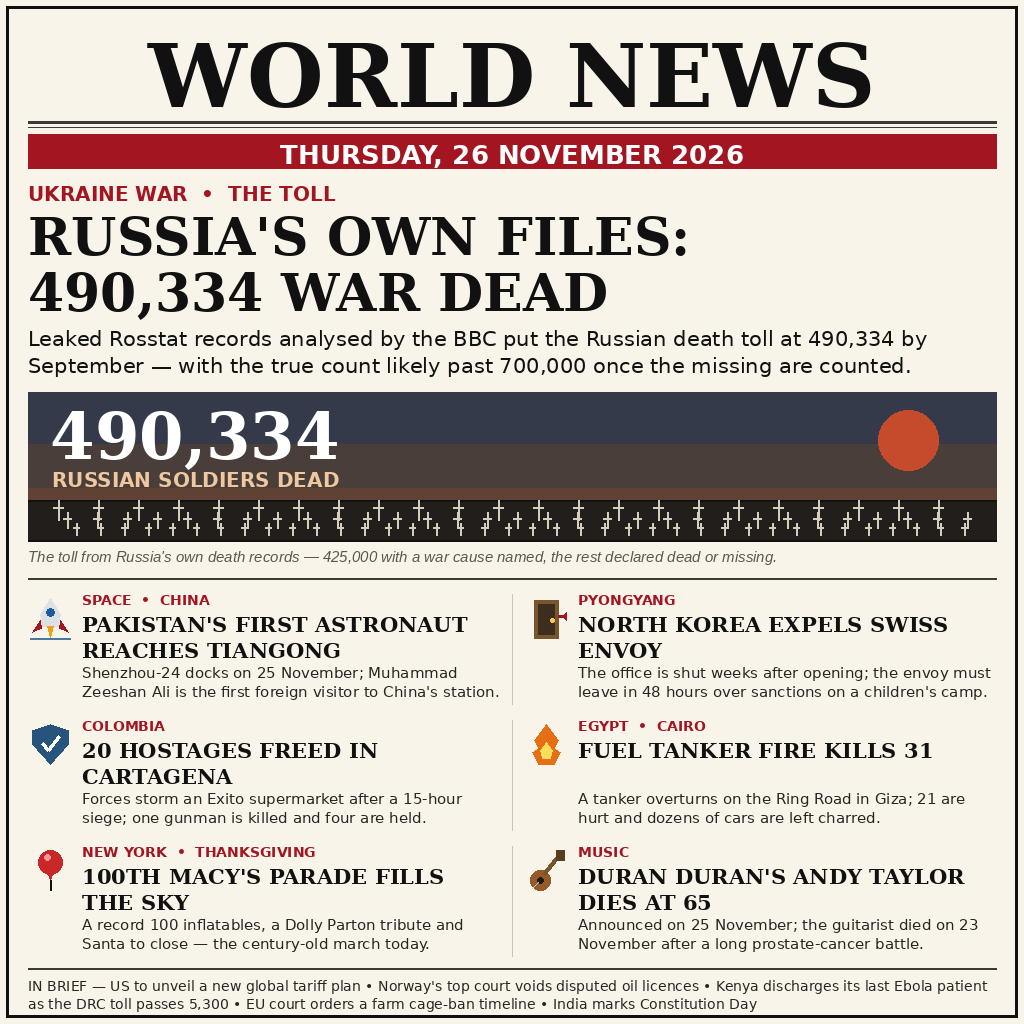 WORLD NEWS
THURSDAY, 26 NOVEMBER 2026
UKRAINE WAR • THE TOLL
RUSSIA'S OWN FILES:
490,334 WAR DEAD
Leaked Rosstat records analysed by the BBC put the Russian death toll at 490,334 by
September — with the true count likely past 700,000 once the missing are counted.
490,334
RUSSIAN SOLDIERS DEAD
The toll from Russia's own death records — 425,000 with a war cause named, the rest declared dead or missing.
SPACE • CHINA
PAKISTAN'S FIRST ASTRONAUT
REACHES TIANGONG
Shenzhou-24 docks on 25 November; Muhammad
Zeeshan Ali is the first foreign visitor to China's station.
PYONGYANG
NORTH KOREA EXPELS SWISS
ENVOY
The office is shut weeks after opening; the envoy must
leave in 48 hours over sanctions on a children's camp.
COLOMBIA
20 HOSTAGES FREED IN
CARTAGENA
Forces storm an Exito supermarket after a 15-hour
siege; one gunman is killed and four are held.
EGYPT • CAIRO
FUEL TANKER FIRE KILLS 31
A tanker overturns on the Ring Road in Giza; 21 are
hurt and dozens of cars are left charred.
NEW YORK • THANKSGIVING
100TH MACY'S PARADE FILLS
THE SKY
A record 100 inflatables, a Dolly Parton tribute and
Santa to close — the century-old march today.
MUSIC
DURAN DURAN'S ANDY TAYLOR
DIES AT 65
Announced on 25 November; the guitarist died on 23
November after a long prostate-cancer battle.
IN BRIEF — US to unveil a new global tariff plan • Norway's top court voids disputed oil licences • Kenya discharges its last Ebola patient
as the DRC toll passes 5,300 • EU court orders a farm cage-ban timeline • India marks Constitution Day